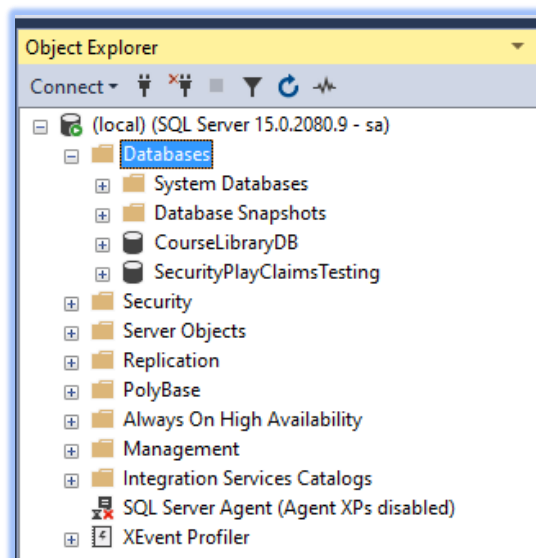 Object Explorer
Connect
(local) (SQL Server 15.0.2080.9 - sa)
Databases
System Databases
Database Snapshots
CourseLibraryDB
SecurityPlayClaimsTesting
Security
Server Objects
Replication
PolyBase
Always On High Availability
Management
Integration Services Catalogs
SQL Server Agent (Agent XPs disabled)
XEvent Profiler